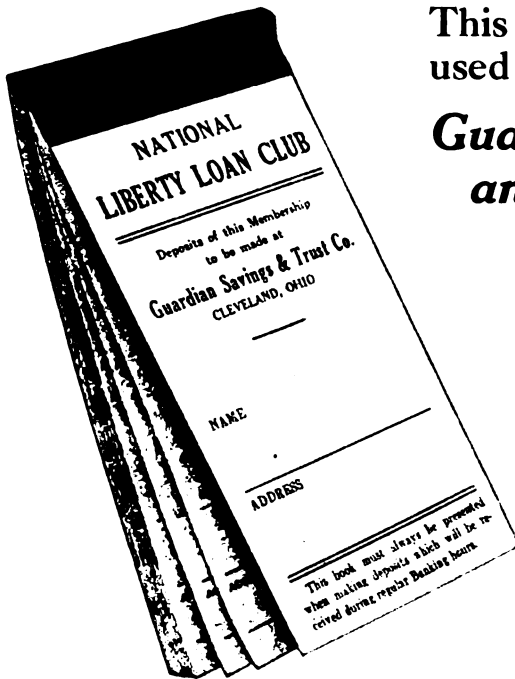 This
used
Gua
an
NATIONAL
LIBERTY LOAN CLUB
Deposits of this Membership
to be made at
Guardian Savings & Trust Co.
CLEVELAND, OHIO
NAME
ADDRESS
This book must always be presented
when making deposits which will be re-
ceived during regular Banking hours.